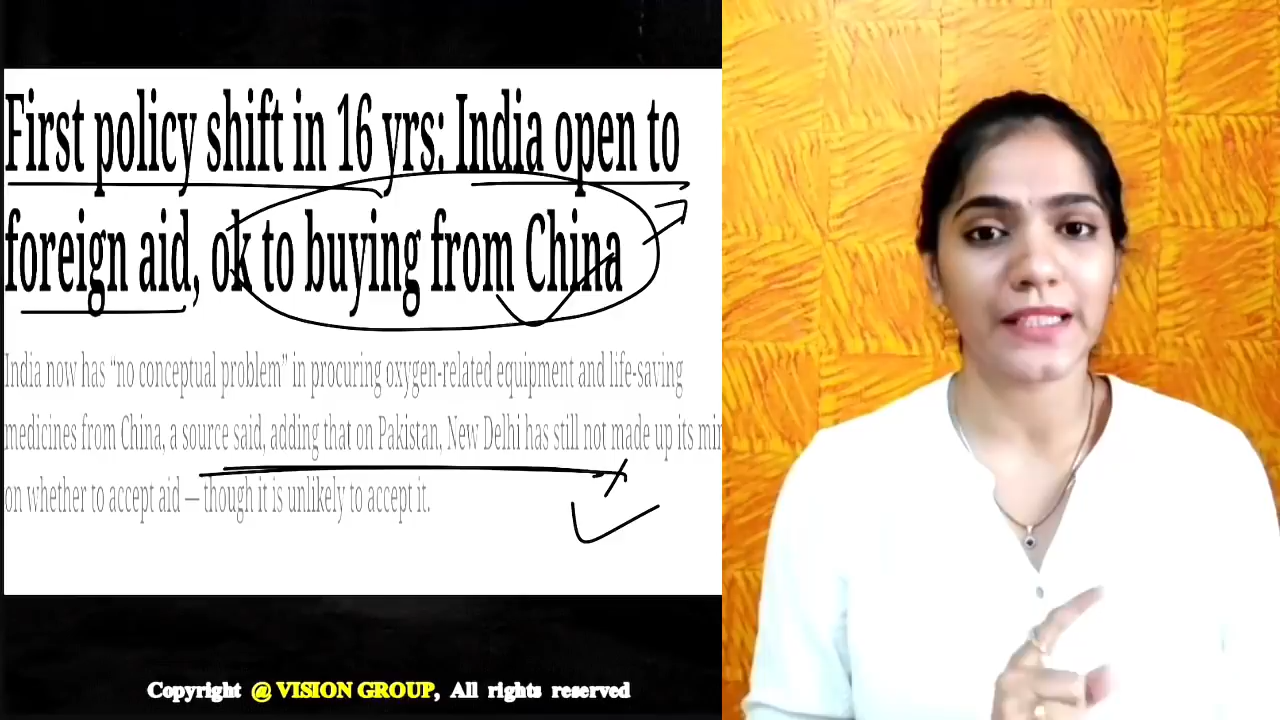 First policy shift in 16 yrs: India open to
foreign aid, ok to buying from China
India now has “no conceptual problem” in procuring oxygen-related equipment and life-saving
medicines from China, a source said, adding that on Pakistan, New Delhi has still not made up its
on whether to accept aid — though it is unlikely to accept it.
Copyright @ VISION GROUP, All rights reserved